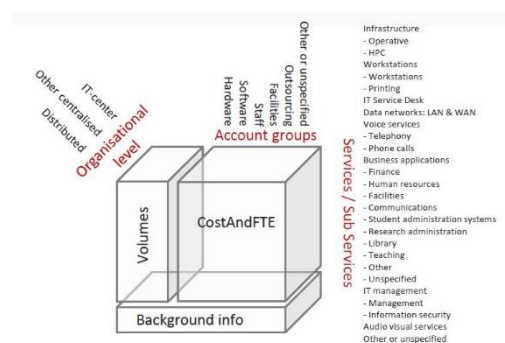 IT-center
Other centralised
Distributed
Organisational
level
Hardware
Software
Staff
Facilities
Outsourcing
Other or unspecified
Account groups
Volumes
CostAndFTE
Background info
Services / Sub Services
Infrastructure
- Operative
- HPC
Workstations
- Workstations
- Printing
IT Service Desk
Data networks: LAN & WAN
Voice services
- Telephony
- Phone calls
Business applications
- Finance
- Human resources
- Facilities
- Communications
- Student administration systems
- Research administration
- Library
- Teaching
- Other
- Unspecified
IT management
- Management
- Information security
Audio visual services
Other or unspecified